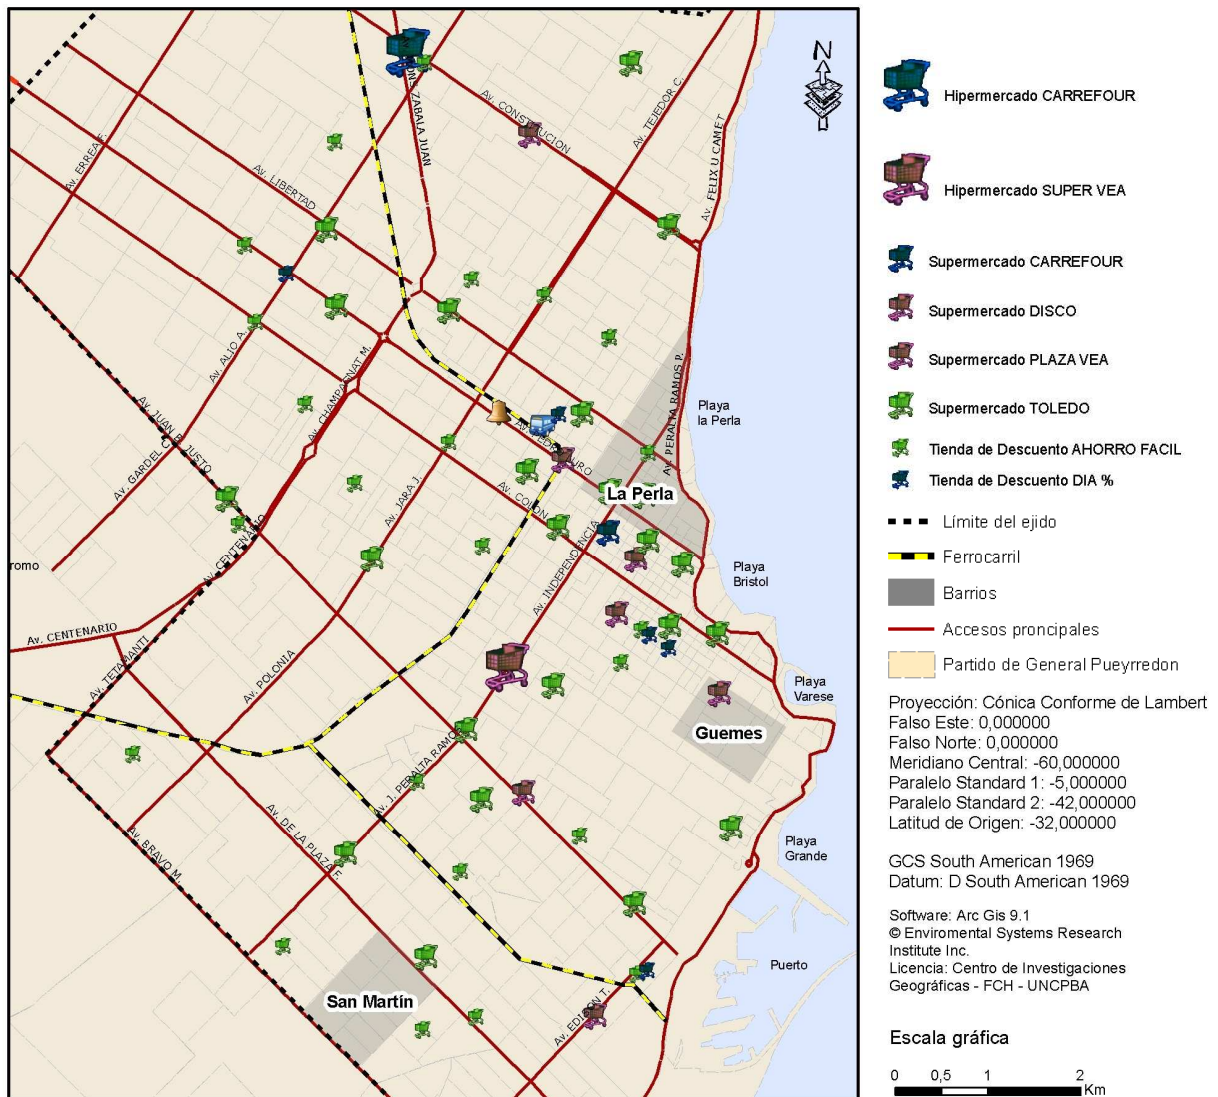 N
Av. CONSTITUCION
Av. TEJEDOR C.
ZABALA JUAN
Av. FELIX U CAMET
Av. ERREA F.
Av. LIBERTAD
Av. ALIO A.
Av. CHAMPAGNAT M.
Av. PERALTA RAMOS P.
Playa
la Perla
Av. JUAN B. JUSTO
Av. GARDEL C.
Av. JARA J.
Av. COLON
La Perla
Av. CENTENARIO
romo
Av. INDEPENDENCIA
Playa
Bristol
Av. CENTENARIO
Av. TETAMANTI
Av. POLONIA
Playa
Varese
Guemes
Av. J. PERALTA RAMOS
Av. DE LA PLAZA F.
Av. BRAVO M.
Playa
Grande
Puerto
San Martín
Av. EDISON T.
Hipermercado CARREFOUR
Hipermercado SUPER VEA
Supermercado CARREFOUR
Supermercado DISCO
Supermercado PLAZA VEA
Supermercado TOLEDO
Tienda de Descuento AHORRO FACIL
Tienda de Descuento DIA %
Límite del ejido
Ferrocarril
Barrios
Accesos proncipales
Partido de General Pueyrredon
Proyección: Cónica Conforme de Lambert
Falso Este: 0,000000
Falso Norte: 0,000000
Meridiano Central: -60,000000
Paralelo Standard 1: -5,000000
Paralelo Standard 2: -42,000000
Latitud de Origen: -32,000000
GCS South American 1969
Datum: D South American 1969
Software: Arc Gis 9.1
© Enviromental Systems Research
Institute Inc.
Licencia: Centro de Investigaciones
Geográficas - FCH - UNCPBA
Escala gráfica
0 0,5 1 2
Km